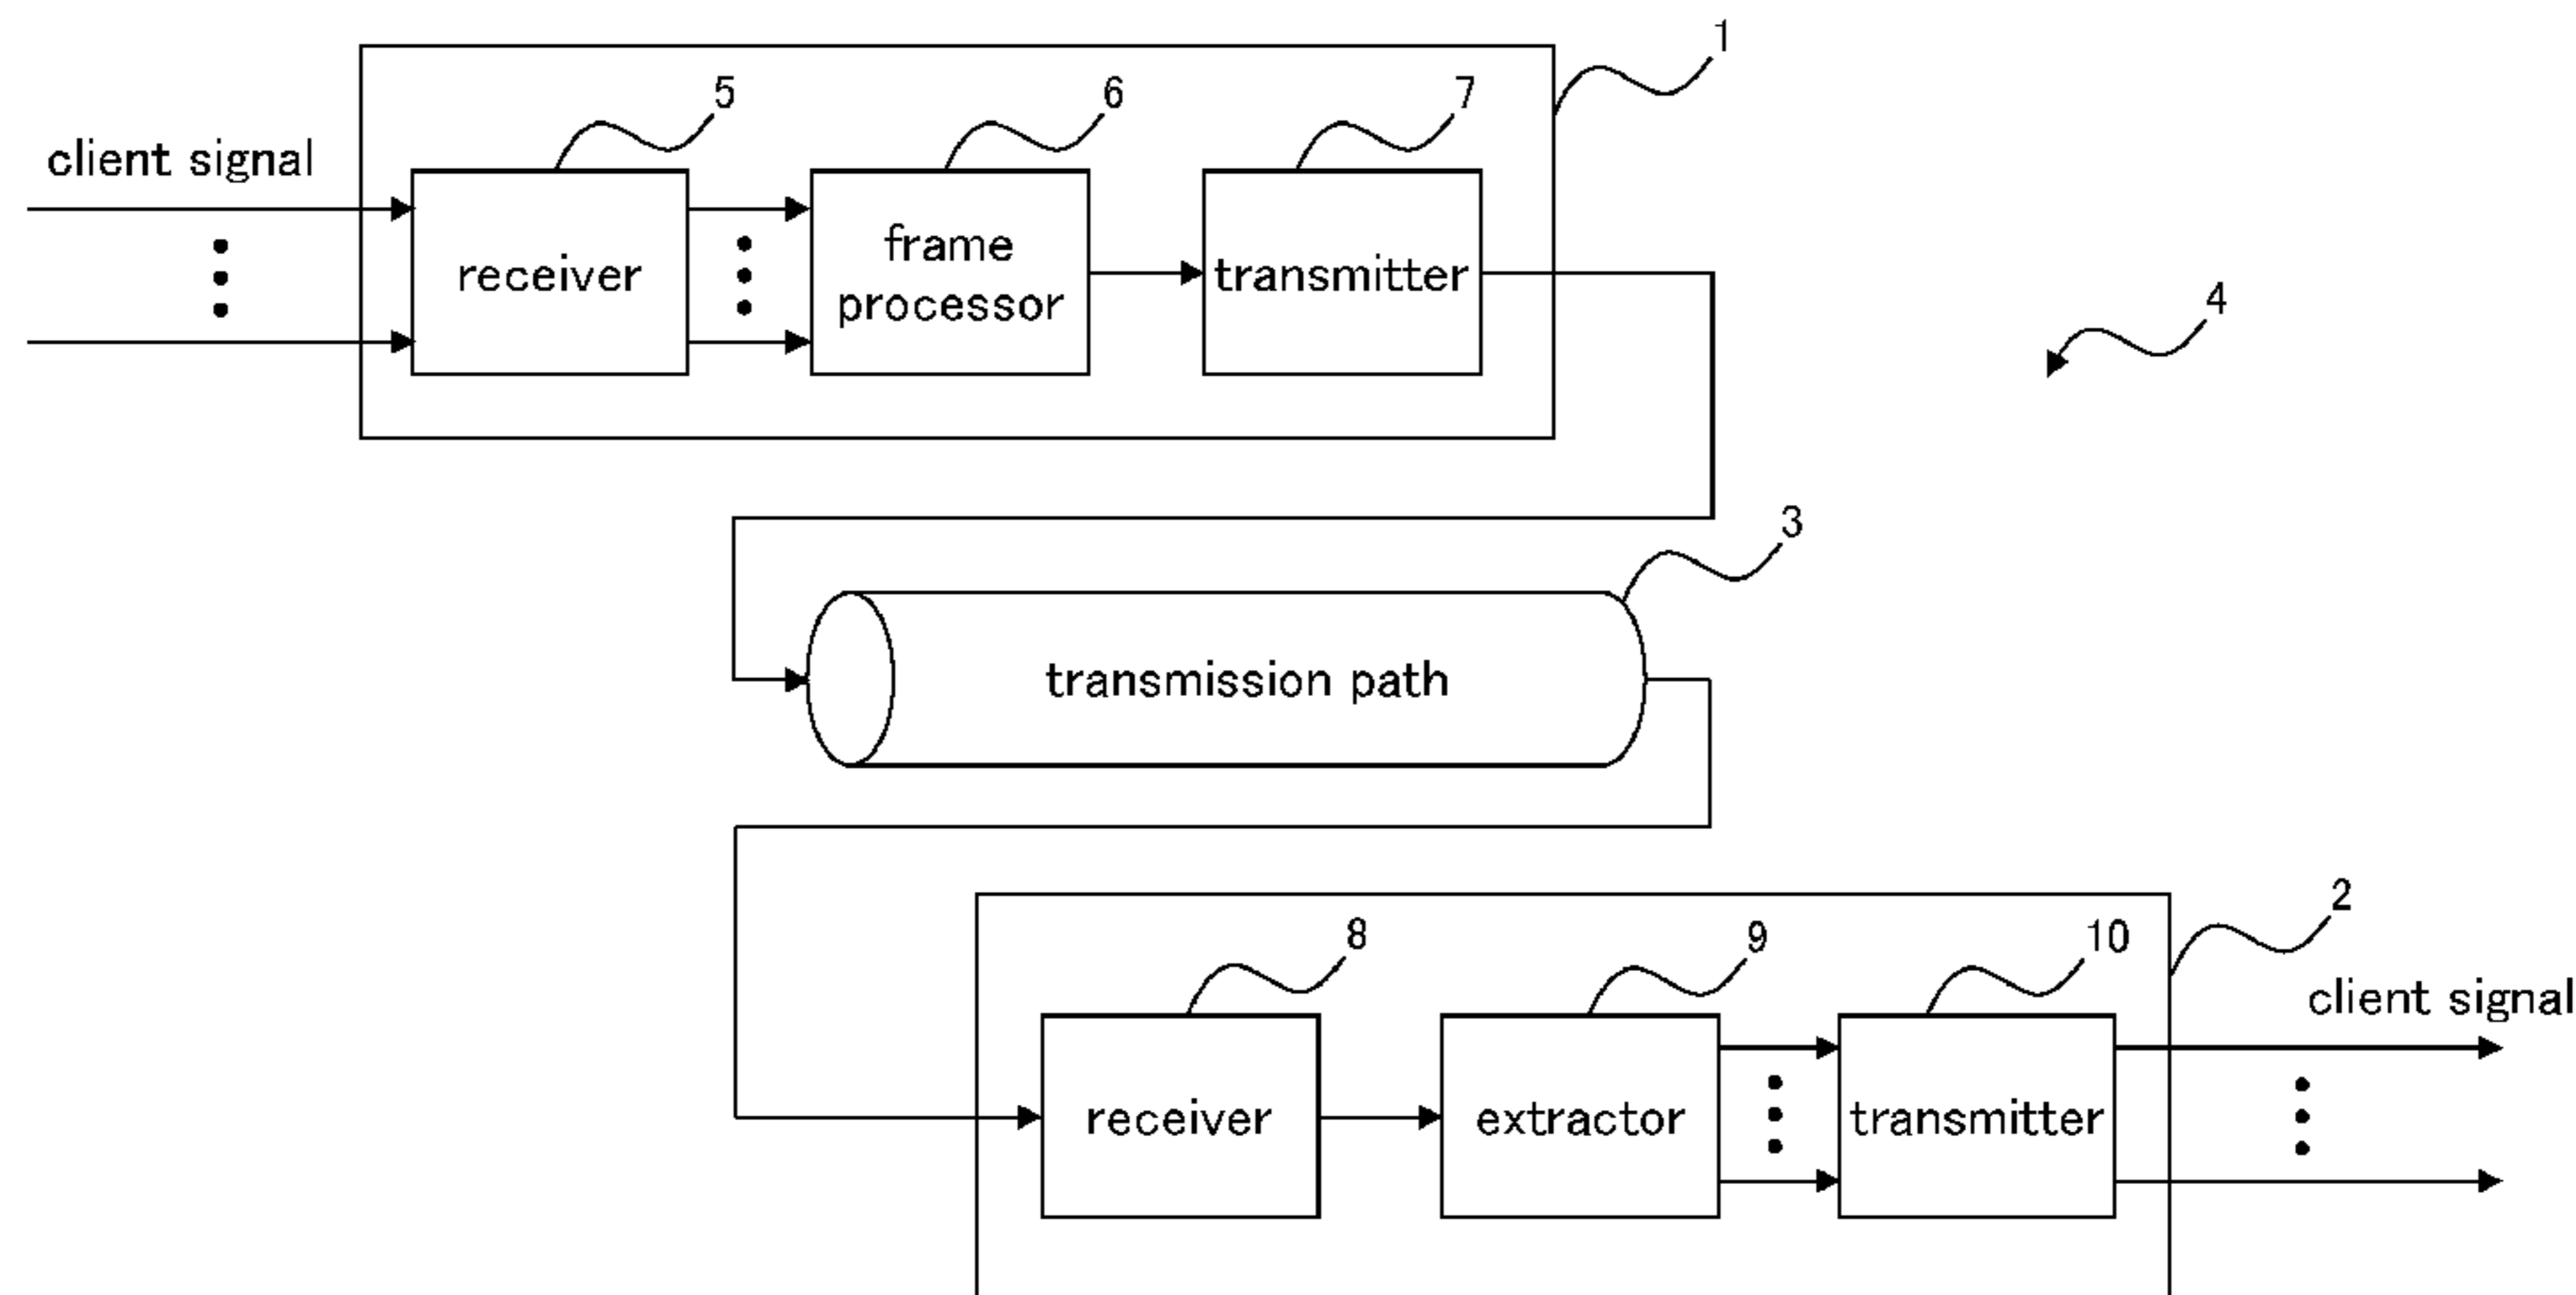 1
5
6
7
client signal
receiver
frame
processor
transmitter
4
3
transmission path
2
8
9
10
client signal
receiver
extractor
transmitter